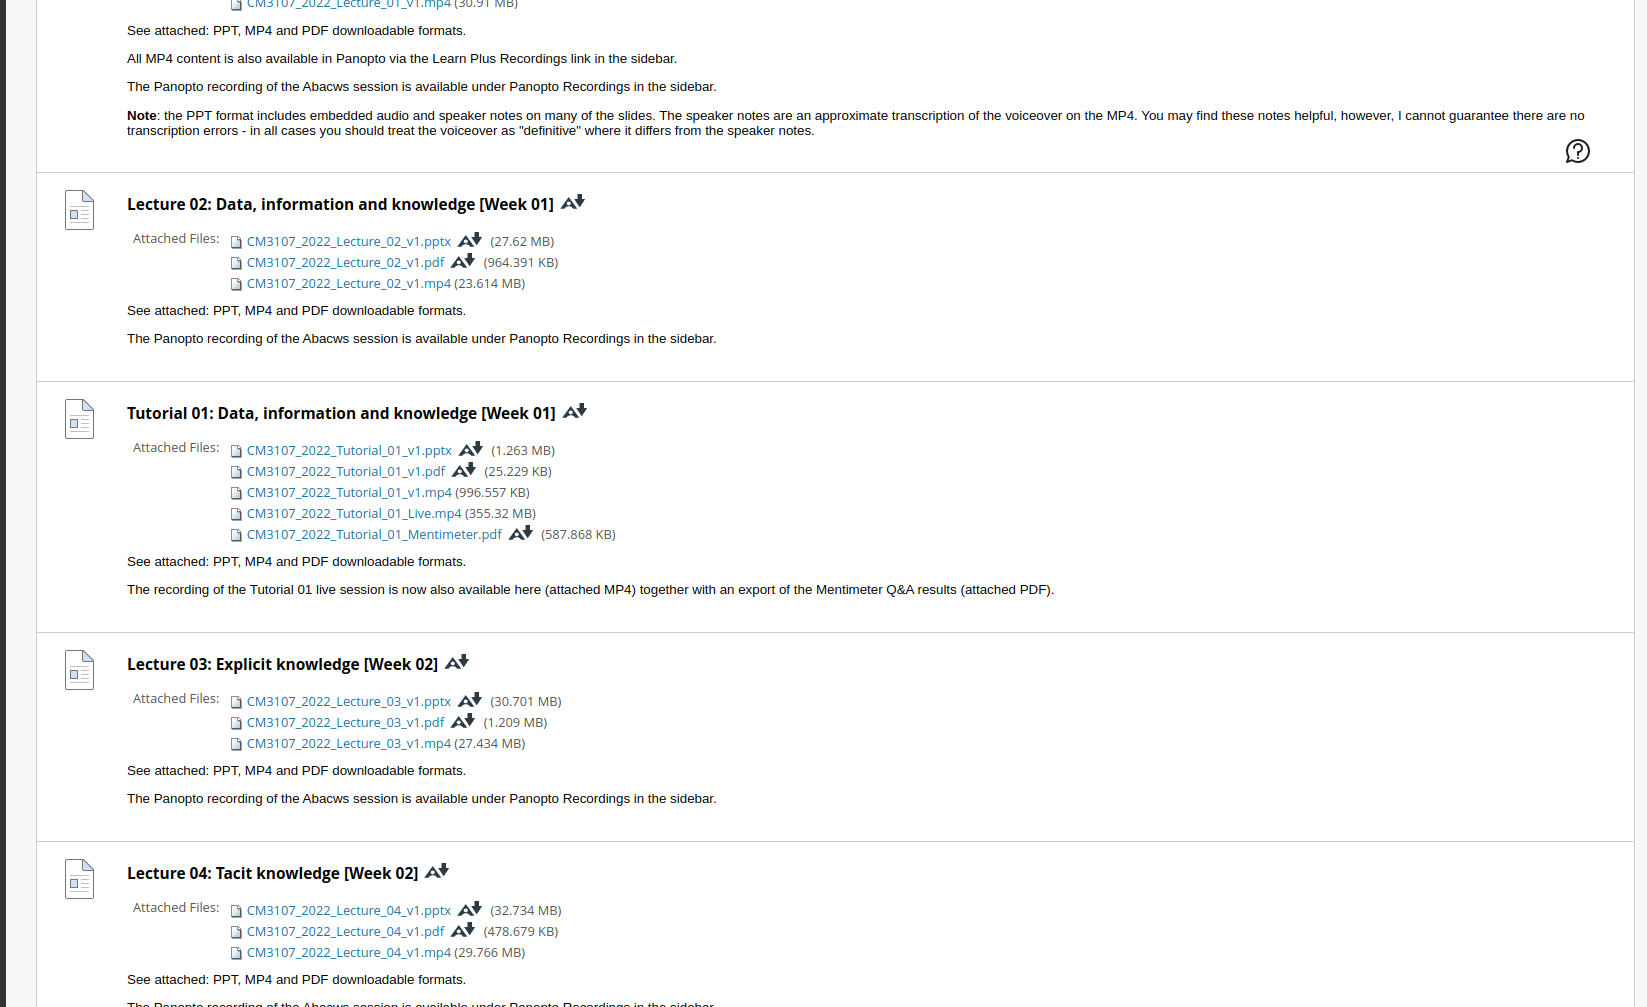 CM3107_2022_Lecture_01_v1.mp4 (30.91 MB)
See attached: PPT, MP4 and PDF downloadable formats.
All MP4 content is also available in Panopto via the Learn Plus Recordings link in the sidebar.
The Panopto recording of the Abacws session is available under Panopto Recordings in the sidebar.
Note: the PPT format includes embedded audio and speaker notes on many of the slides. The speaker notes are an approximate transcription of the voiceover on the MP4. You may find these notes helpful, however, I cannot guarantee there are no
transcription errors - in all cases you should treat the voiceover as "definitive" where it differs from the speaker notes.
Lecture 02: Data, information and knowledge [Week 01]
Attached Files: CM3107_2022_Lecture_02_v1.pptx (27.62 MB)
CM3107_2022_Lecture_02_v1.pdf (964.391 KB)
CM3107_2022_Lecture_02_v1.mp4 (23.614 MB)
See attached: PPT, MP4 and PDF downloadable formats.
The Panopto recording of the Abacws session is available under Panopto Recordings in the sidebar.
Tutorial 01: Data, information and knowledge [Week 01]
Attached Files: CM3107_2022_Tutorial_01_v1.pptx (1.263 MB)
CM3107_2022_Tutorial_01_v1.pdf (25.229 KB)
CM3107_2022_Tutorial_01_v1.mp4 (996.557 KB)
CM3107_2022_Tutorial_01_Live.mp4 (355.32 MB)
CM3107_2022_Tutorial_01_Mentimeter.pdf (587.868 KB)
See attached: PPT, MP4 and PDF downloadable formats.
The recording of the Tutorial 01 live session is now also available here (attached MP4) together with an export of the Mentimeter Q&A results (attached PDF).
Lecture 03: Explicit knowledge [Week 02]
Attached Files: CM3107_2022_Lecture_03_v1.pptx (30.701 MB)
CM3107_2022_Lecture_03_v1.pdf (1.209 MB)
CM3107_2022_Lecture_03_v1.mp4 (27.434 MB)
See attached: PPT, MP4 and PDF downloadable formats.
The Panopto recording of the Abacws session is available under Panopto Recordings in the sidebar.
Lecture 04: Tacit knowledge [Week 02]
Attached Files: CM3107_2022_Lecture_04_v1.pptx (32.734 MB)
CM3107_2022_Lecture_04_v1.pdf (478.679 KB)
CM3107_2022_Lecture_04_v1.mp4 (29.766 MB)
See attached: PPT, MP4 and PDF downloadable formats.
The Panopto recording of the Abacws session is available under Panopto Recordings in the sidebar.